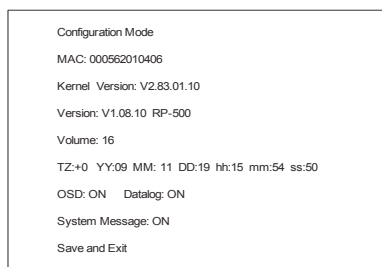 Configuration Mode
MAC: 000562010406
Kernel Version: V2.83.01.10
Version: V1.08.10 RP-500
Volume: 16
TZ:+0 YY:09 MM: 11 DD:19 hh:15 mm:54 ss:50
OSD: ON Datalog: ON
System Message: ON
Save and Exit